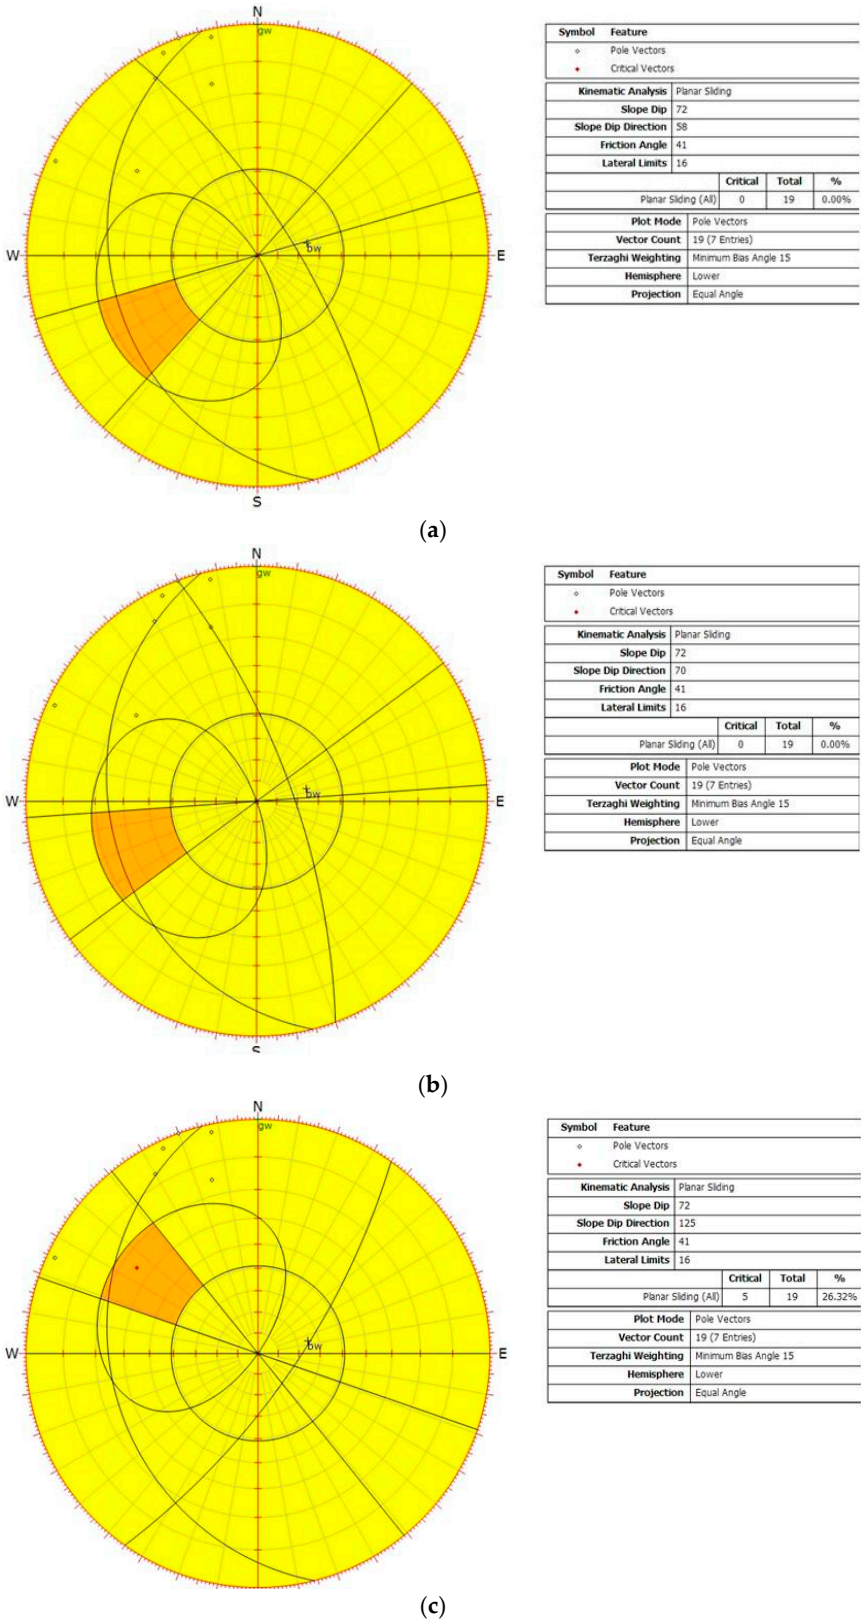 N
gw
W
E
bw
S
Symbol Feature
Pole Vectors
Critical Vectors
Kinematic Analysis Planar Sliding
Slope Dip 72
Slope Dip Direction 58
Friction Angle 41
Lateral Limits 16
Critical Total %
Planar Sliding (All) 0 19 0.00%
Plot Mode Pole Vectors
Vector Count 19 (7 Entries)
Terzaghi Weighting Minimum Bias Angle 15
Hemisphere Lower
Projection Equal Angle
(a)
N
gw
W
E
bw
S
Symbol Feature
Pole Vectors
Critical Vectors
Kinematic Analysis Planar Sliding
Slope Dip 72
Slope Dip Direction 70
Friction Angle 41
Lateral Limits 16
Critical Total %
Planar Sliding (All) 0 19 0.00%
Plot Mode Pole Vectors
Vector Count 19 (7 Entries)
Terzaghi Weighting Minimum Bias Angle 15
Hemisphere Lower
Projection Equal Angle
(b)
N
gw
W
E
bw
Symbol Feature
Pole Vectors
Critical Vectors
Kinematic Analysis Planar Sliding
Slope Dip 72
Slope Dip Direction 125
Friction Angle 41
Lateral Limits 16
Critical Total %
Planar Sliding (All) 5 19 26.32%
Plot Mode Pole Vectors
Vector Count 19 (7 Entries)
Terzaghi Weighting Minimum Bias Angle 15
Hemisphere Lower
Projection Equal Angle
(c)